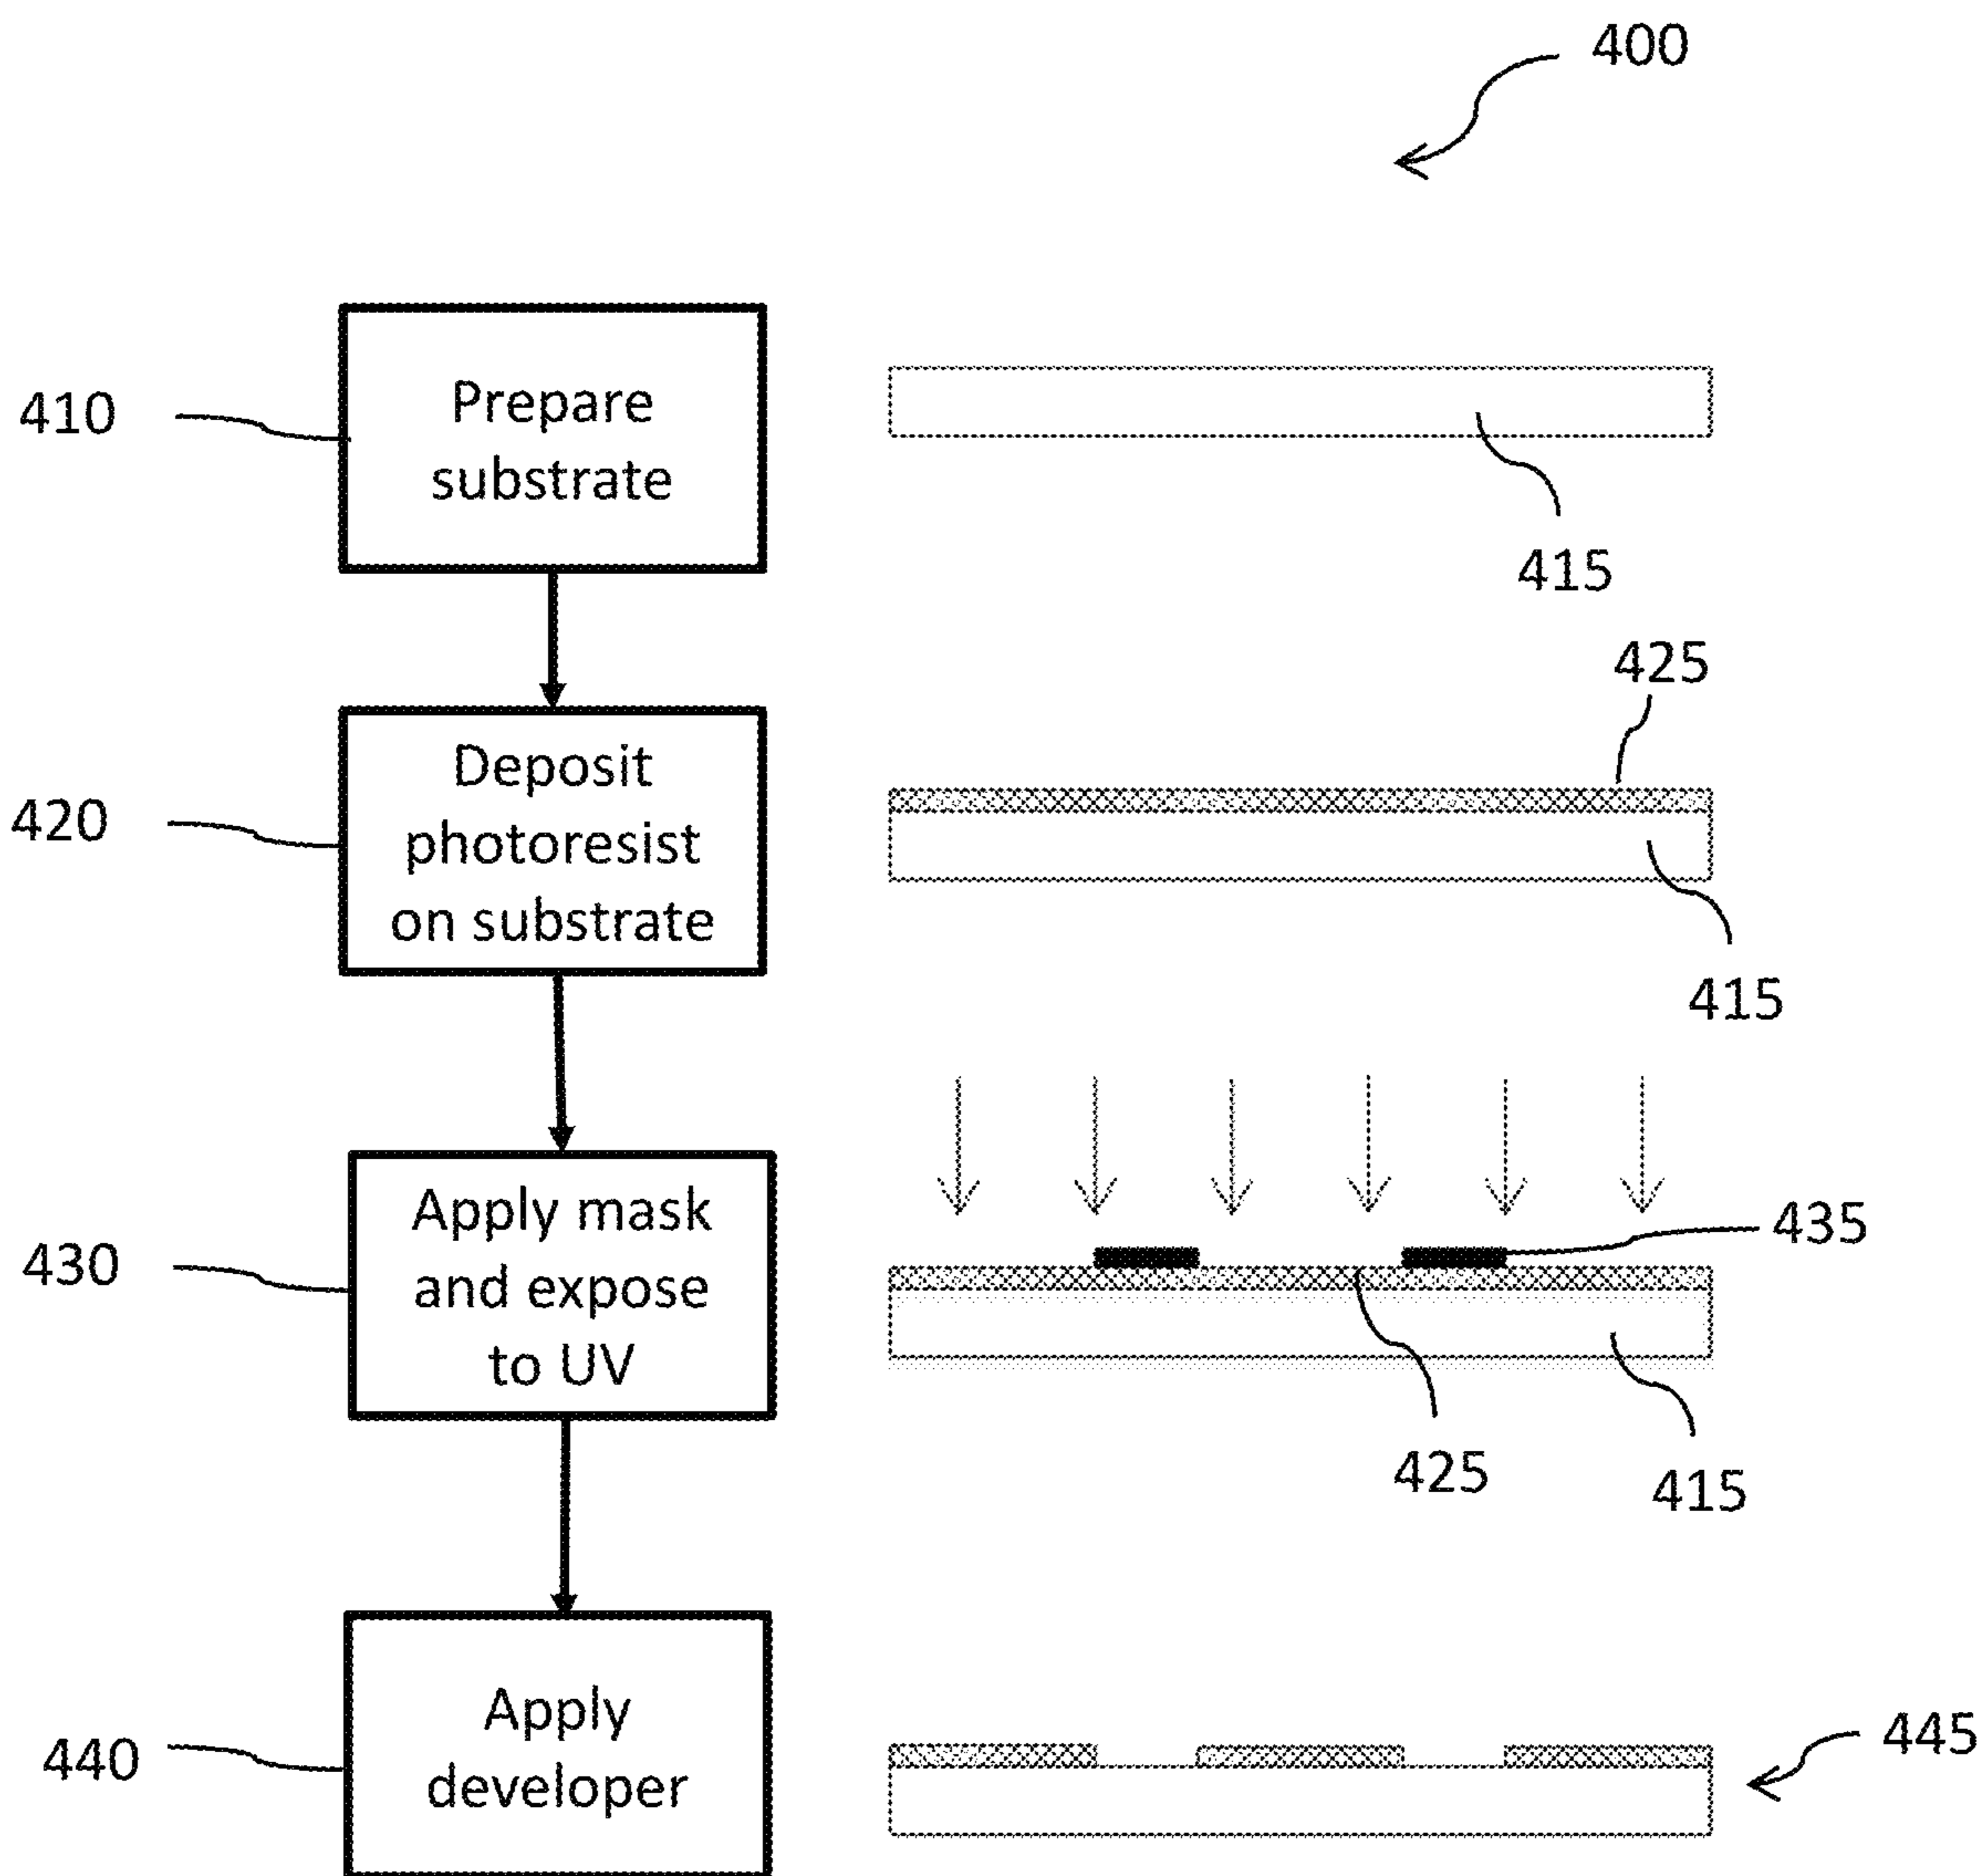 400
410
Prepare
substrate
415
425
420
Deposit
photoresist
on substrate
415
430
Apply mask
and expose
to UV
435
425
415
440
Apply
developer
445